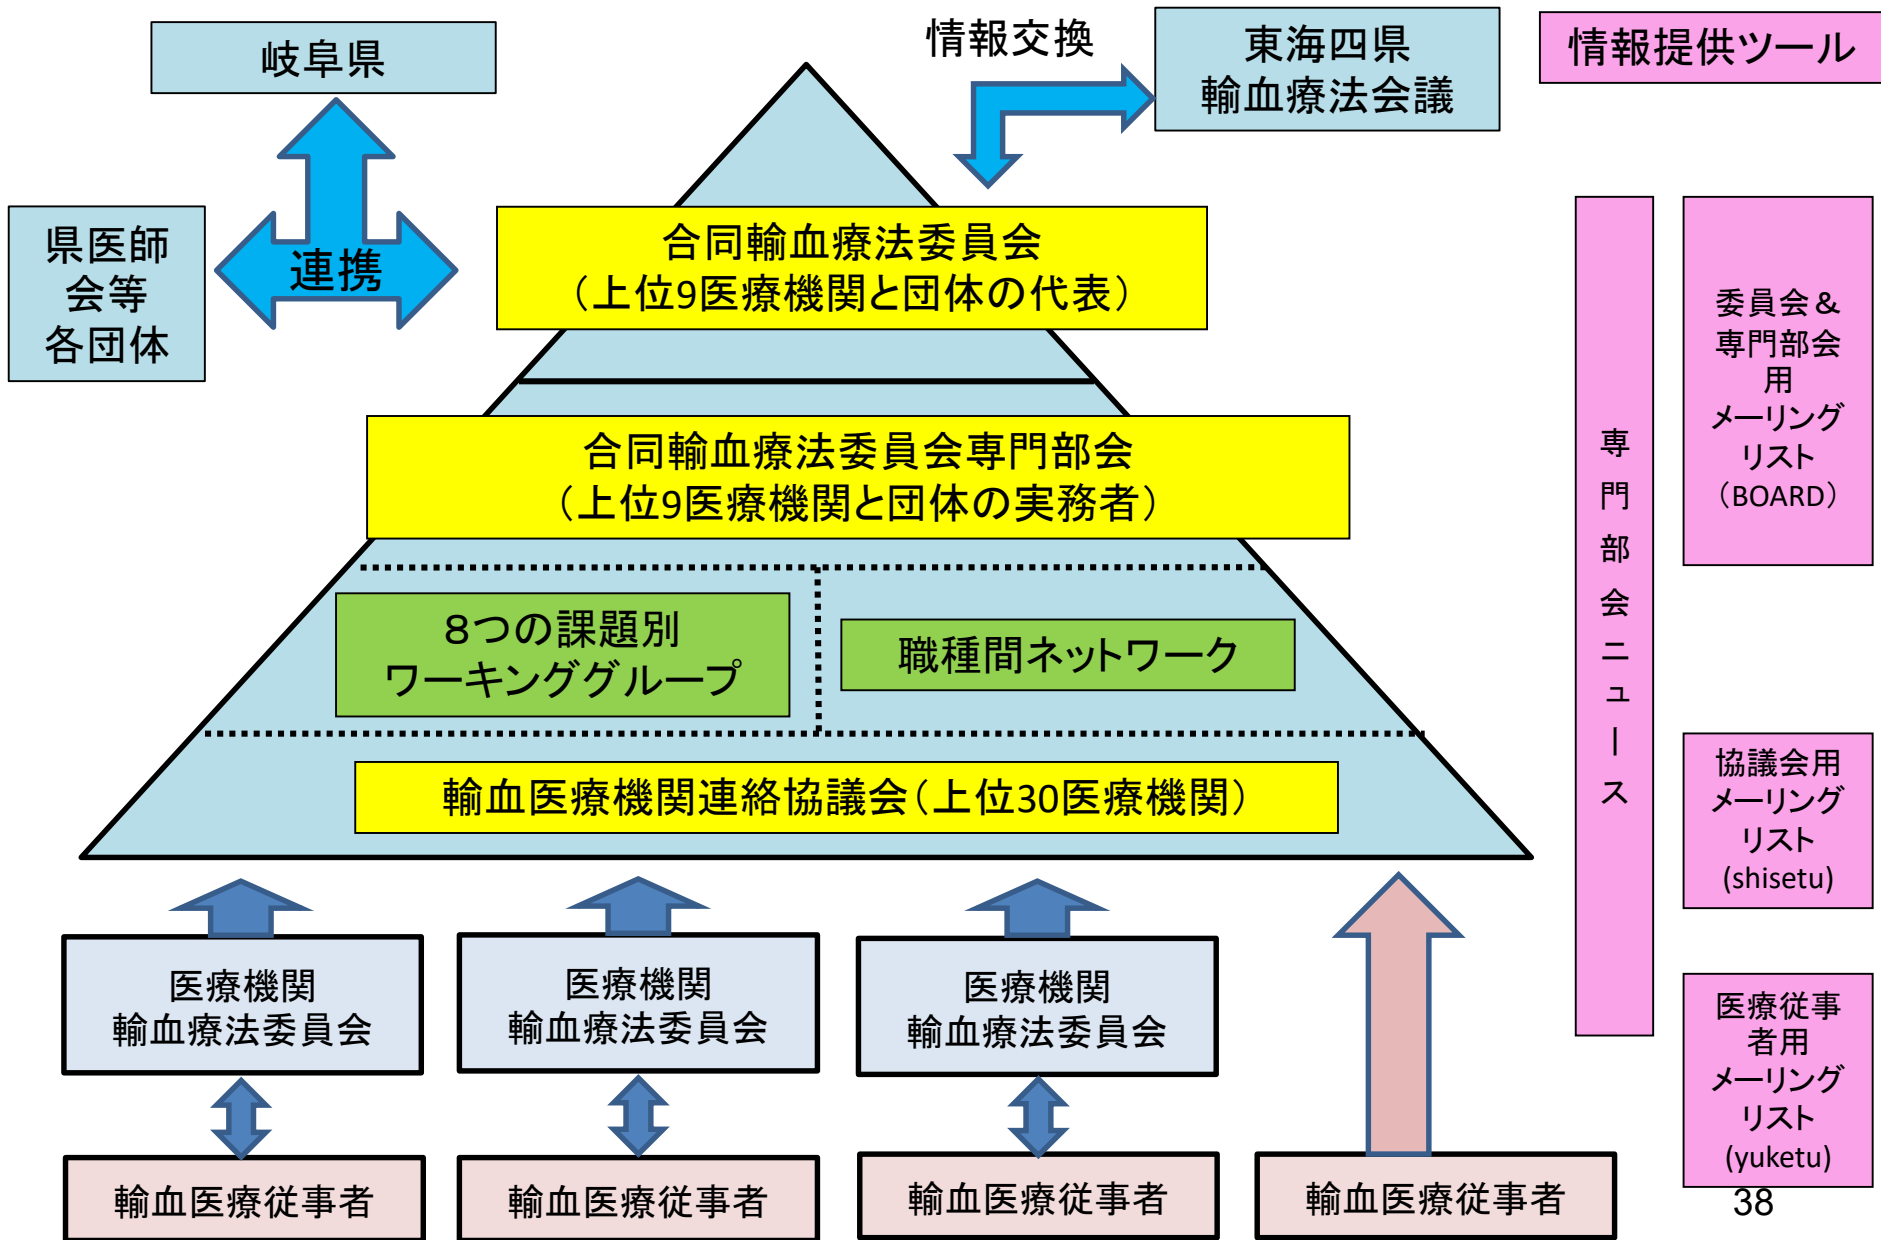 岐阜県
情報交換
東海四県
輸血療法会議
情報提供ツール
県医師
会等
各団体
連携
合同輸血療法委員会
（上位9医療機関と団体の代表）
合同輸血療法委員会専門部会
（上位9医療機関と団体の実務者）
8つの課題別
ワーキンググループ
職種間ネットワーク
輸血医療機関連絡協議会（上位30医療機関）
専門部会ニュース
委員会＆
専門部会
用
メーリング
リスト
（BOARD）
協議会用
メーリング
リスト
(shisetu)
医療従事
者用
メーリング
リスト
(yuketu)
医療機関
輸血療法委員会
医療機関
輸血療法委員会
医療機関
輸血療法委員会
輸血医療従事者
輸血医療従事者
輸血医療従事者
輸血医療従事者
38